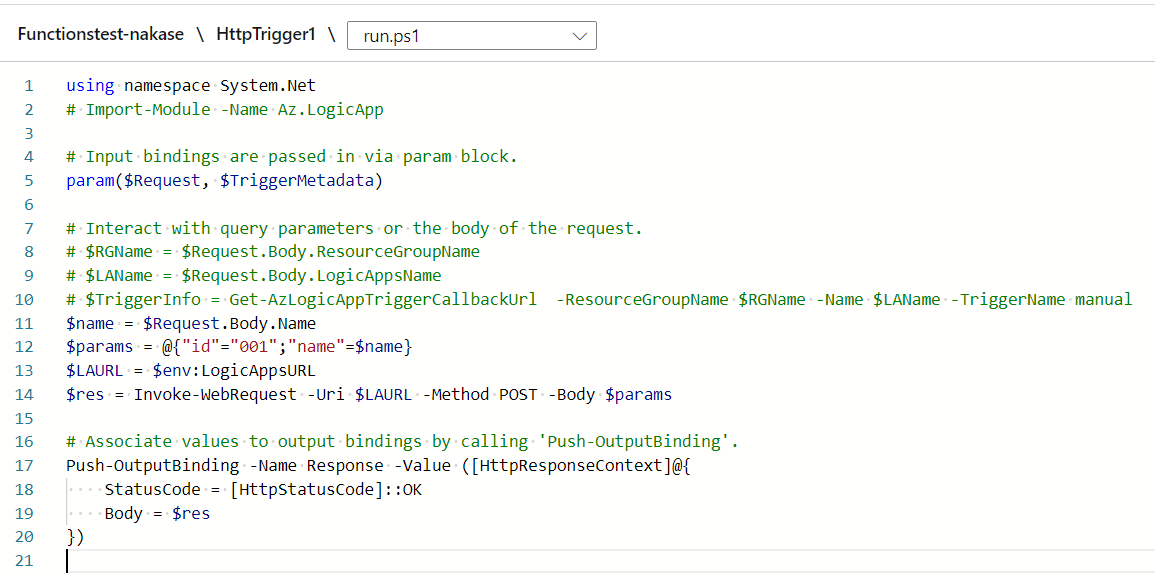 Functionstest-nakase \ HttpTrigger1 \ run.ps1
1 using namespace System.Net
2 # Import-Module -Name Az.LogicApp
3
4 # Input bindings are passed in via param block.
5 param($Request, $TriggerMetadata)
6
7 # Interact with query parameters or the body of the request.
8 # $RGName = $Request.Body.ResourceGroupName
9 # $LAName = $Request.Body.LogicAppsName
10 # $TriggerInfo = Get-AzLogicAppTriggerCallbackUrl  -ResourceGroupName $RGName -Name $LAName -TriggerName manual
11 $name = $Request.Body.Name
12 $params = @{"id"="001";"name"=$name}
13 $LAURL = $env:LogicAppsURL
14 $res = Invoke-WebRequest -Uri $LAURL -Method POST -Body $params
15
16 # Associate values to output bindings by calling 'Push-OutputBinding'.
17 Push-OutputBinding -Name Response -Value ([HttpResponseContext]@{
18     StatusCode = [HttpStatusCode]::OK
19     Body = $res
20 })
21